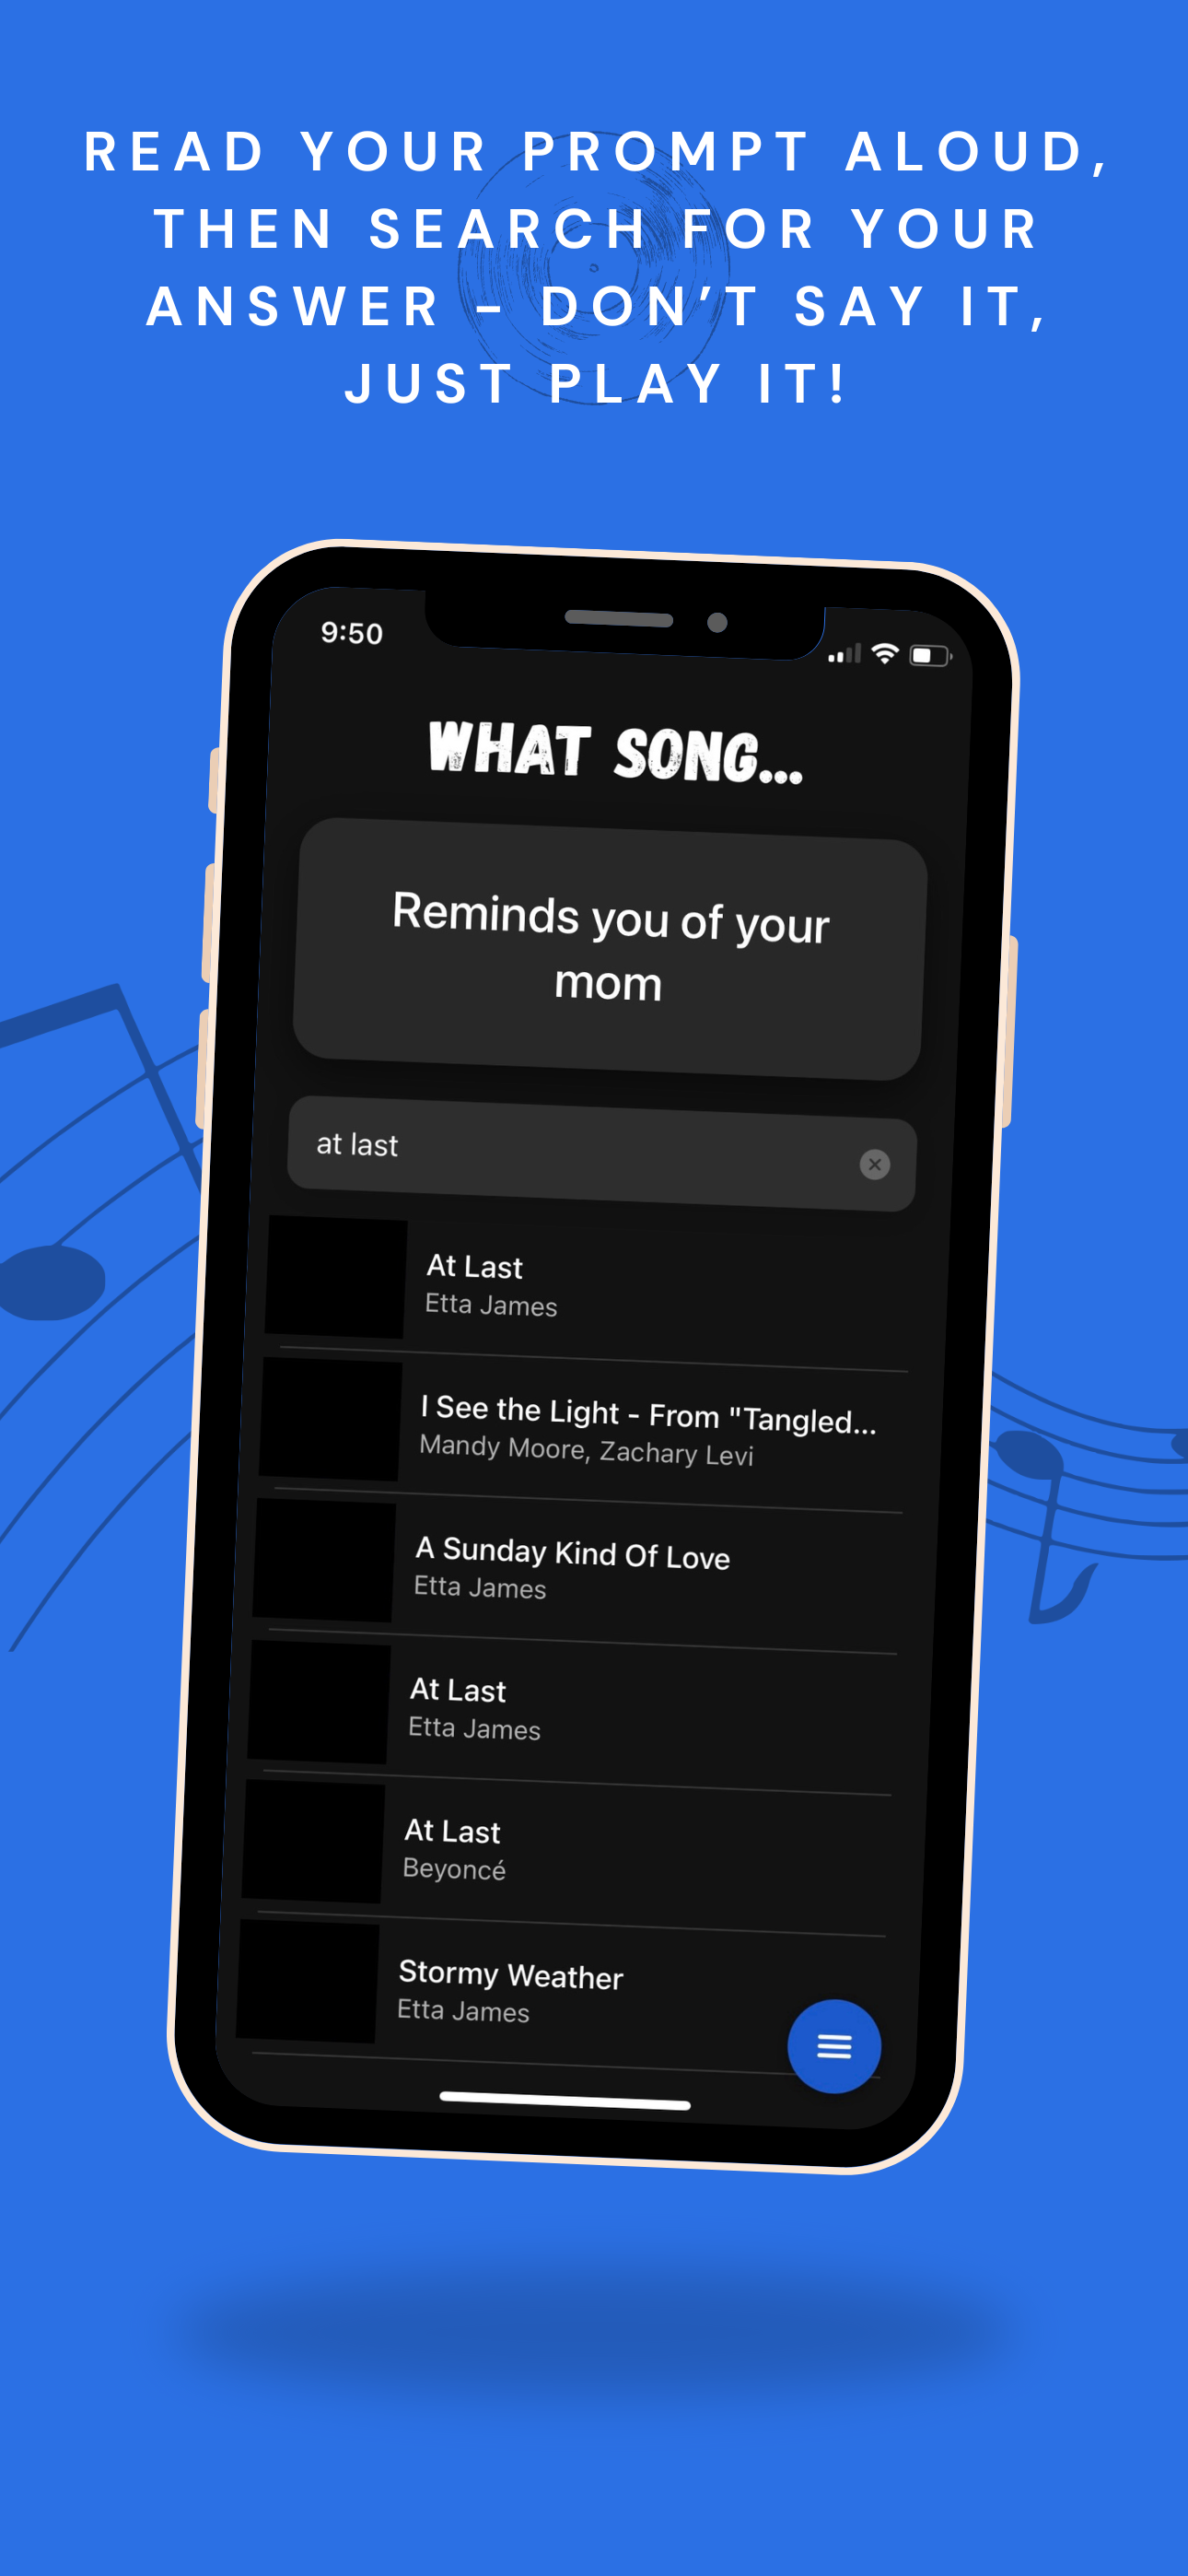 READ YOUR PROMPT ALOUD,
THEN SEARCH FOR YOUR
ANSWER – DON’T SAY IT,
JUST PLAY IT!
9:50
WHAT SONG...
Reminds you of your
mom
at last
At Last
Etta James
I See the Light - From "Tangled...
Mandy Moore, Zachary Levi
A Sunday Kind Of Love
Etta James
At Last
Etta James
At Last
Beyoncé
Stormy Weather
Etta James